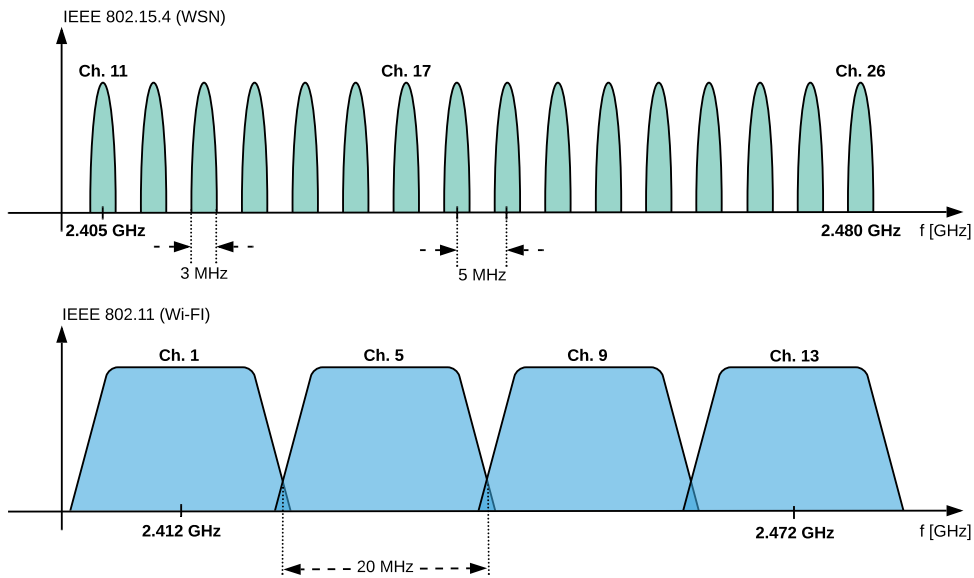 IEEE 802.15.4 (WSN)
Ch. 11
Ch. 17
Ch. 26
2.405 GHz
2.480 GHz
f [GHz]
3 MHz
5 MHz
IEEE 802.11 (Wi-FI)
Ch. 1
Ch. 5
Ch. 9
Ch. 13
2.412 GHz
2.472 GHz
f [GHz]
20 MHz